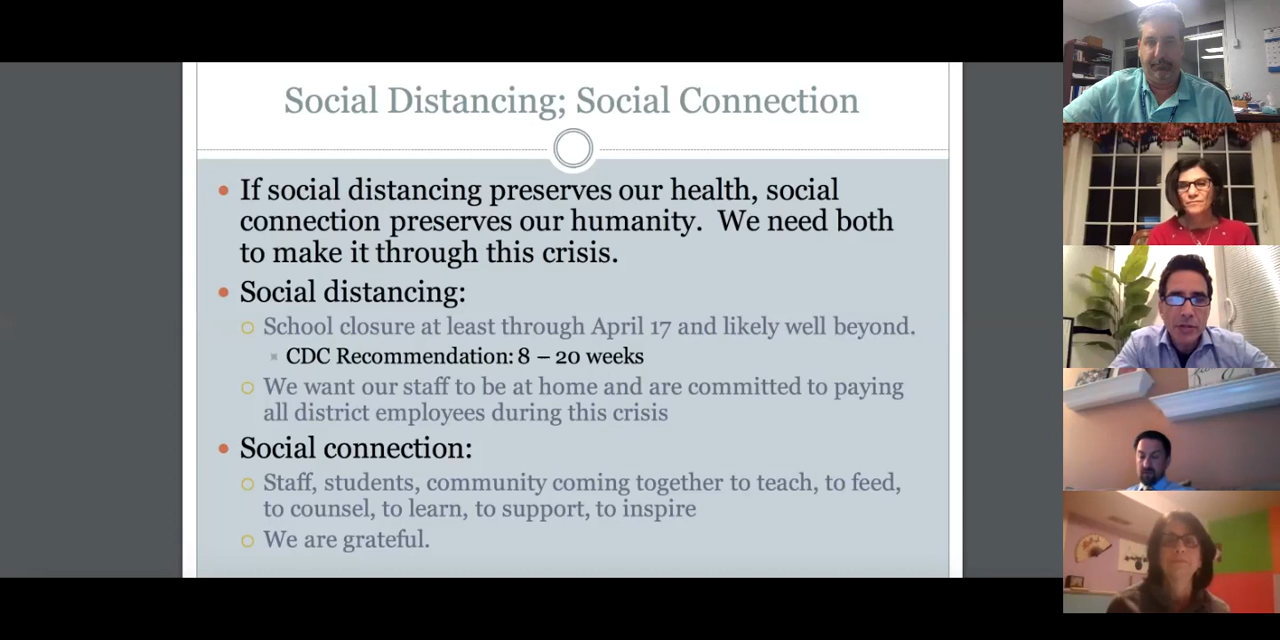 Social Distancing; Social Connection
If social distancing preserves our health, social
connection preserves our humanity.  We need both
to make it through this crisis.
Social distancing:
School closure at least through April 17 and likely well beyond.
CDC Recommendation: 8 – 20 weeks
We want our staff to be at home and are committed to paying
all district employees during this crisis
Social connection:
Staff, students, community coming together to teach, to feed,
to counsel, to learn, to support, to inspire
We are grateful.